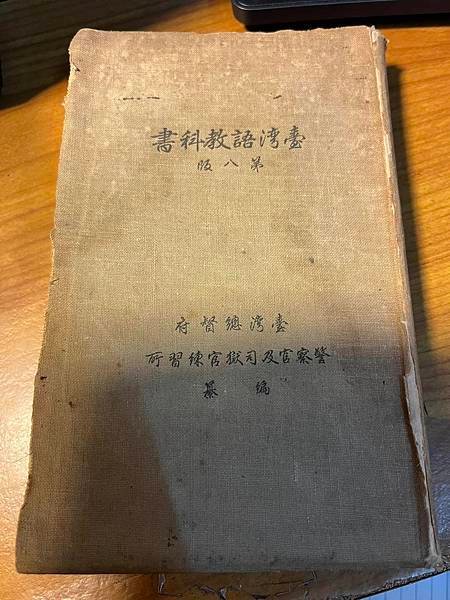 臺灣語教科書
第八版
臺灣總督府
警察官及司獄官練習所
編纂